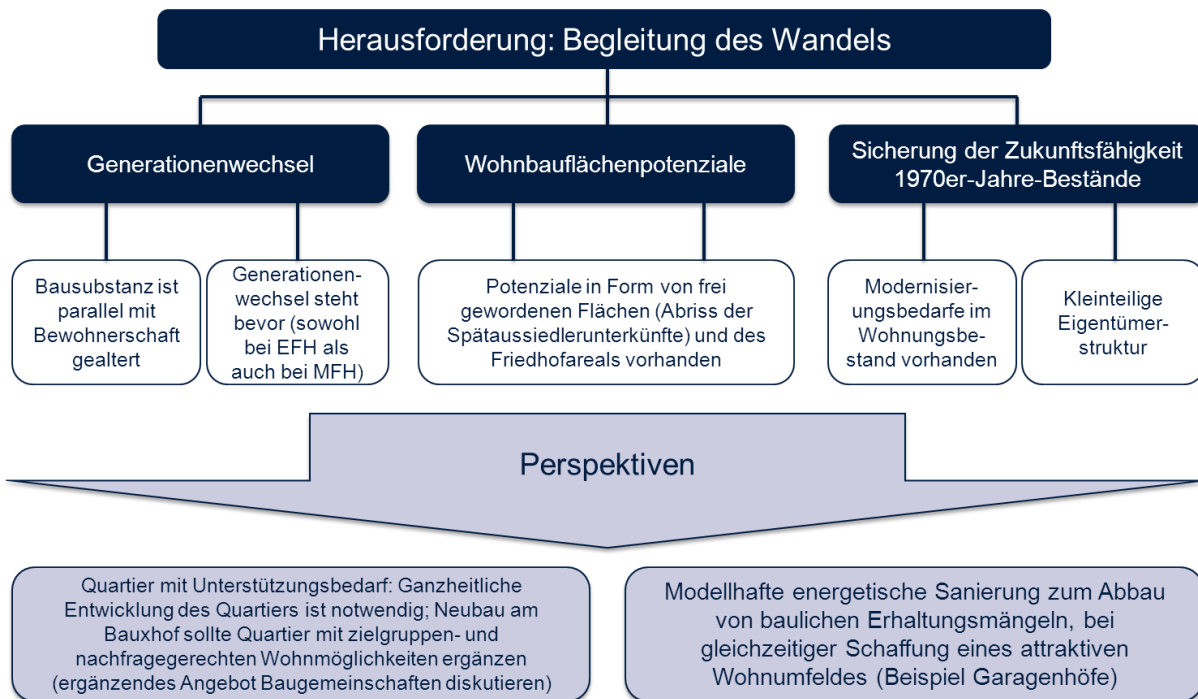 Herausforderung: Begleitung des Wandels
Generationenwechsel
Wohnbauflächenpotenziale
Sicherung der Zukunftsfähigkeit
1970er-Jahre-Bestände
Bausubstanz ist
parallel mit
Bewohnerschaft
gealtert
Generationen-
wechsel steht
bevor (sowohl
bei EFH als
auch bei MFH)
Potenziale in Form von frei
gewordenen Flächen (Abriss der
Spätaussiedlerunterkünfte) und des
Friedhofareals vorhanden
Modernisier-
ungsbedarfe im
Wohnungsbe-
stand vorhanden
Kleinteilige
Eigentümer-
struktur
Perspektiven
Quartier mit Unterstützungsbedarf: Ganzheitliche
Entwicklung des Quartiers ist notwendig; Neubau am
Bauxhof sollte Quartier mit zielgruppen- und
nachfragegerechten Wohnmöglichkeiten ergänzen
(ergänzendes Angebot Baugemeinschaften diskutieren)
Modellhafte energetische Sanierung zum Abbau
von baulichen Erhaltungsmängeln, bei
gleichzeitiger Schaffung eines attraktiven
Wohnumfeldes (Beispiel Garagenhöfe)